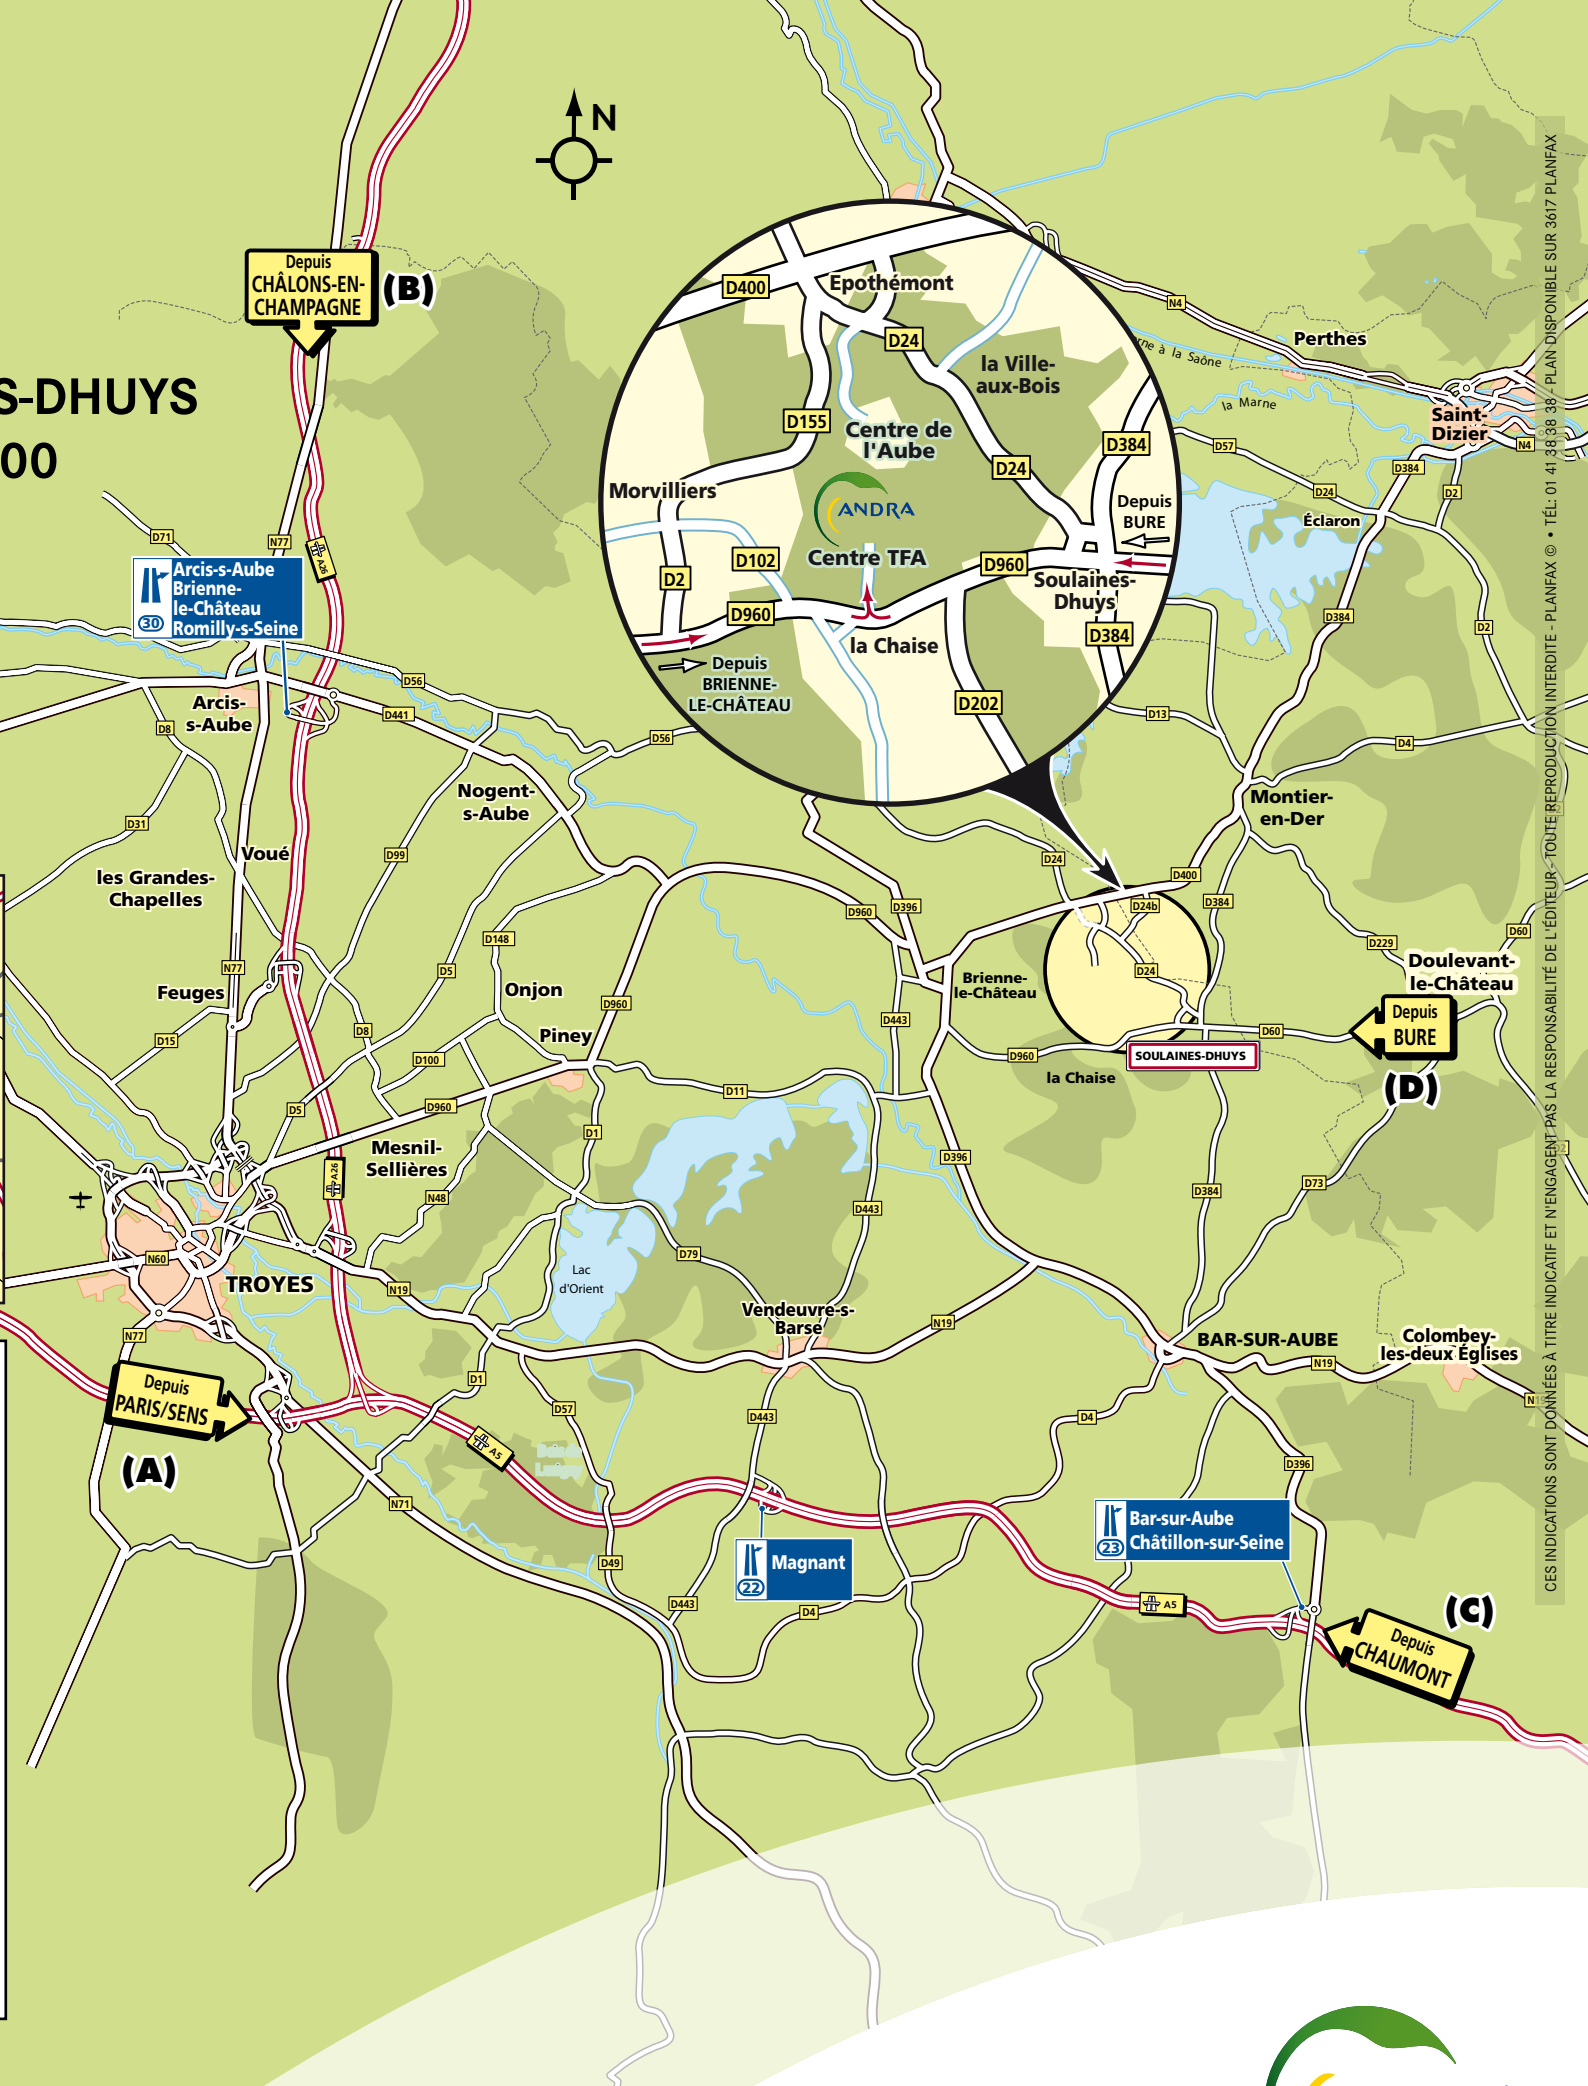 N
Depuis
CHÂLONS-EN-
CHAMPAGNE
(B)
S-DHUYS
00
D400
Epothémont
D24
la Ville-
aux-Bois
D155
Centre de
l'Aube
D384
D24
Morvilliers
ANDRA
Depuis
BURE
Centre TFA
D102
D960
D2
Soulaines-
Dhuys
D960
D384
la Chaise
Depuis
BRIENNE-
LE-CHÂTEAU
D202
N4
Perthes
rne à la Saône
la Marne
Saint-
Dizier
N4
D57
D384
D24
D2
Éclaron
D384
D2
D13
D4
Montier-
en-Der
D71
N77
A26
Arcis-s-Aube
Brienne-
le-Château
Romilly-s-Seine
30
D56
Arcis-
s-Aube
D441
D8
D56
Nogent-
s-Aube
D31
Voué
D99
les Grandes-
Chapelles
D24
D400
D24b
D384
D960
D396
D148
D229
D60
N77
D5
Doulevant-
le-Château
D24
Brienne-
le-Château
Feuges
Onjon
D960
D443
D8
Piney
D15
D60
Depuis
BURE
(D)
D960
SOULAINES-DHUYS
la Chaise
D100
D11
D5
D960
D1
Mesnil-
Sellières
D396
A26
N48
D384
D73
D443
N60
D79
TROYES
Lac
d'Orient
N19
Vendeuvre-s-
Barse
N19
N77
BAR-SUR-AUBE
Colombey-
les-deux Églises
N19
N19
Depuis
PARIS/SENS
(A)
D1
D57
D443
D4
A5
D396
N71
Bar-sur-Aube
Châtillon-sur-Seine
23
D49
Magnant
22
D443
D4
A5
(C)
Depuis
CHAUMONT
CES INDICATIONS SONT DONNÉES À TITRE INDICATIF ET N'ENGAGENT PAS LA RESPONSABILITÉ DE L'ÉDITEUR - TOUTE REPRODUCTION INTERDITE - PLANFAX © • TÉL: 01 41 38 38 38 - PLAN DISPONIBLE SUR 3617 PLANFAX